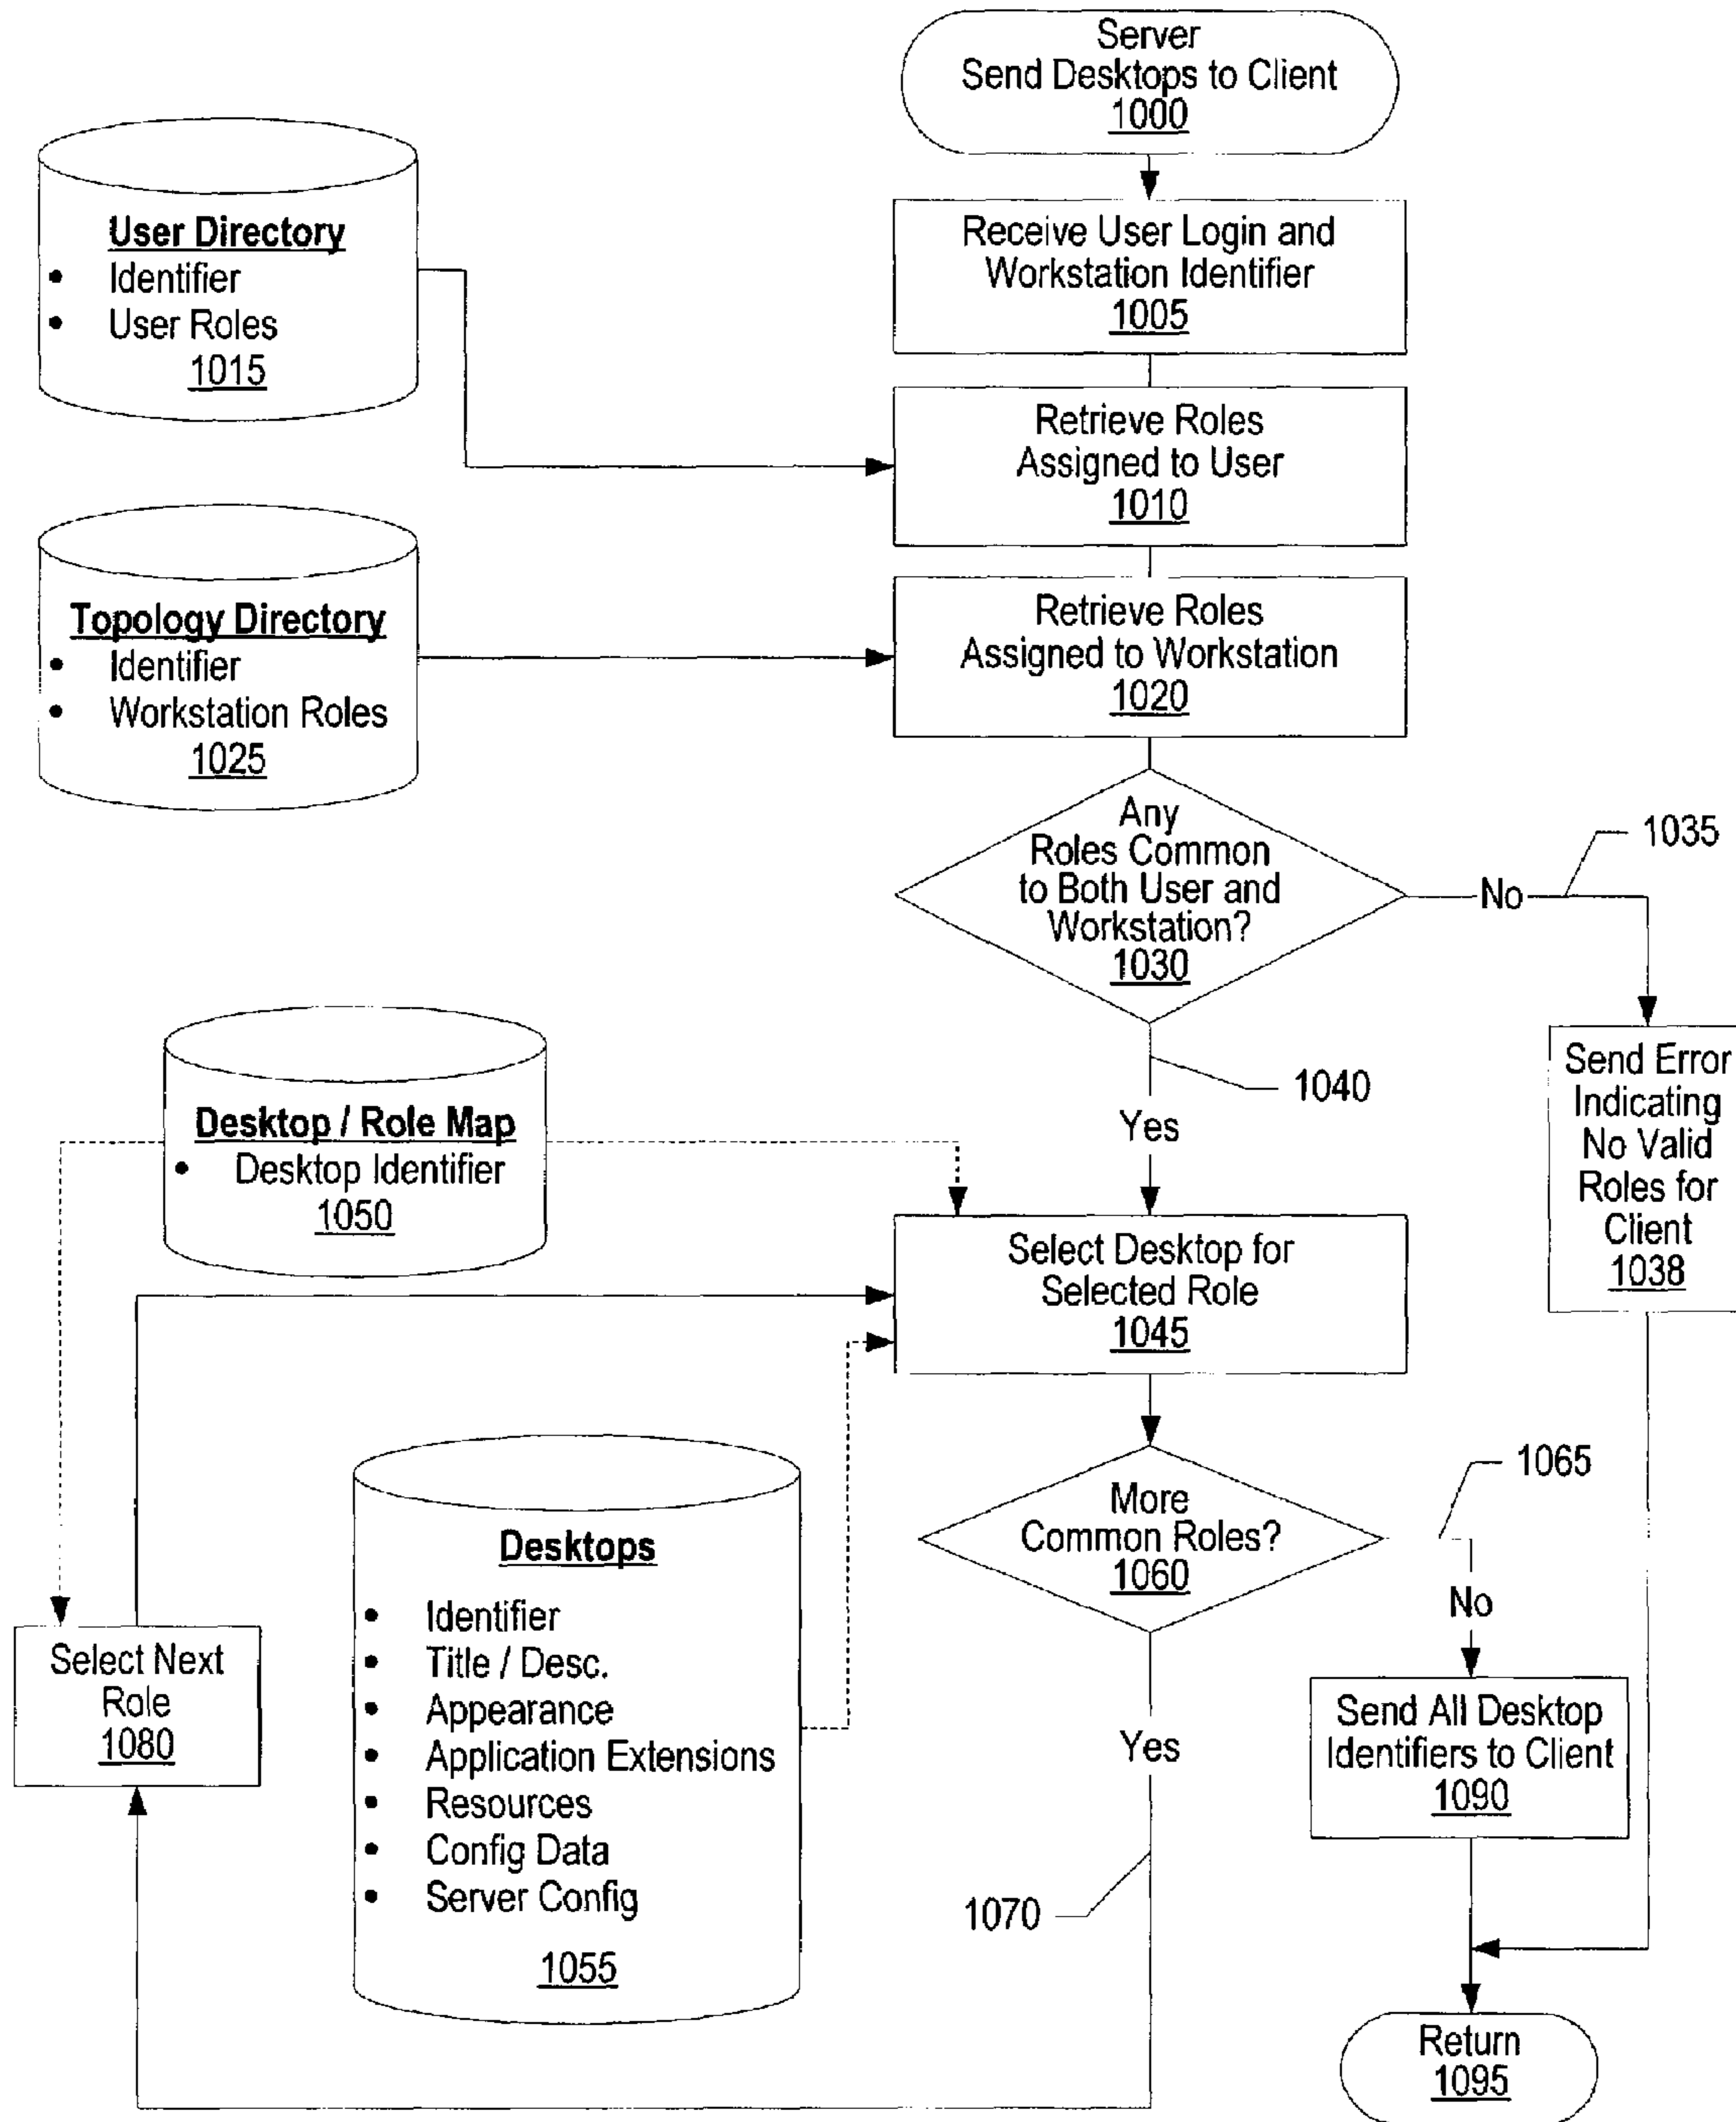 Server
Send Desktops to Client
1000
User Directory
• Identifier
• User Roles
1015
Receive User Login and
Workstation Identifier
1005
Retrieve Roles
Assigned to User
1010
Topology Directory
• Identifier
• Workstation Roles
1025
Retrieve Roles
Assigned to Workstation
1020
Any
Roles Common
to Both User and
Workstation?
1030
No
1035
1040
Yes
Send Error
Indicating
No Valid
Roles for
Client
1038
Desktop / Role Map
• Desktop Identifier
1050
Select Desktop for
Selected Role
1045
More
Common Roles?
1060
1065
No
Desktops
• Identifier
• Title / Desc.
• Appearance
• Application Extensions
• Resources
• Config Data
• Server Config
1055
Select Next
Role
1080
Yes
1070
Send All Desktop
Identifiers to Client
1090
Return
1095